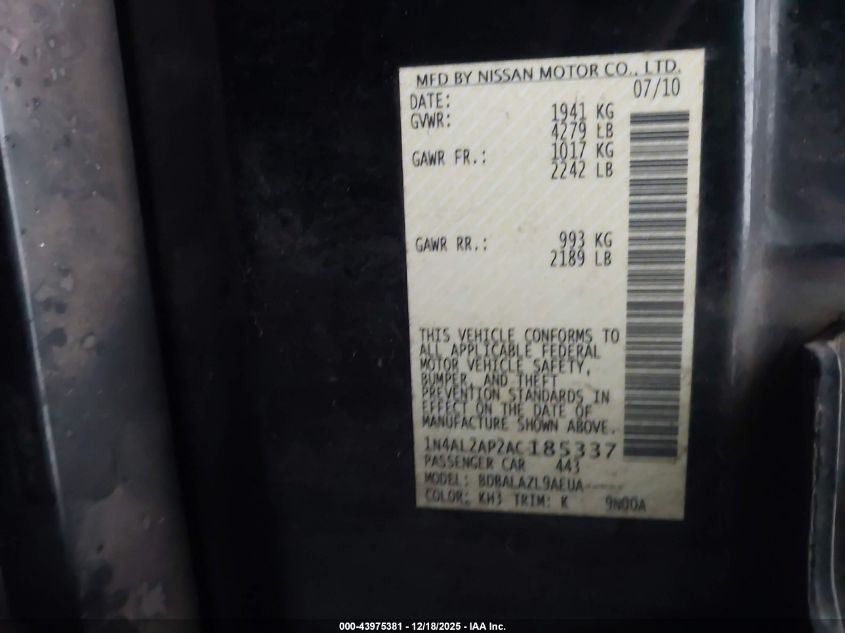 MFD BY NISSAN MOTOR CO., LTD.
DATE: 07/10
GVWR: 1941 KG
4279 LB
GAWR FR.: 1017 KG
2242 LB
GAWR RR.: 993 KG
2189 LB
THIS VEHICLE CONFORMS TO
ALL APPLICABLE FEDERAL
MOTOR VEHICLE SAFETY,
BUMPER, AND THEFT
PREVENTION STANDARDS IN
EFFECT ON THE DATE OF
MANUFACTURE SHOWN ABOVE.
1N4AL2AP2AC185337
PASSENGER CAR 443
MODEL: BDBALAZL9AEUA-----
COLOR: KH3 TRIM: K 9N00A
000-43975381 - 12/18/2025 - IAA Inc.